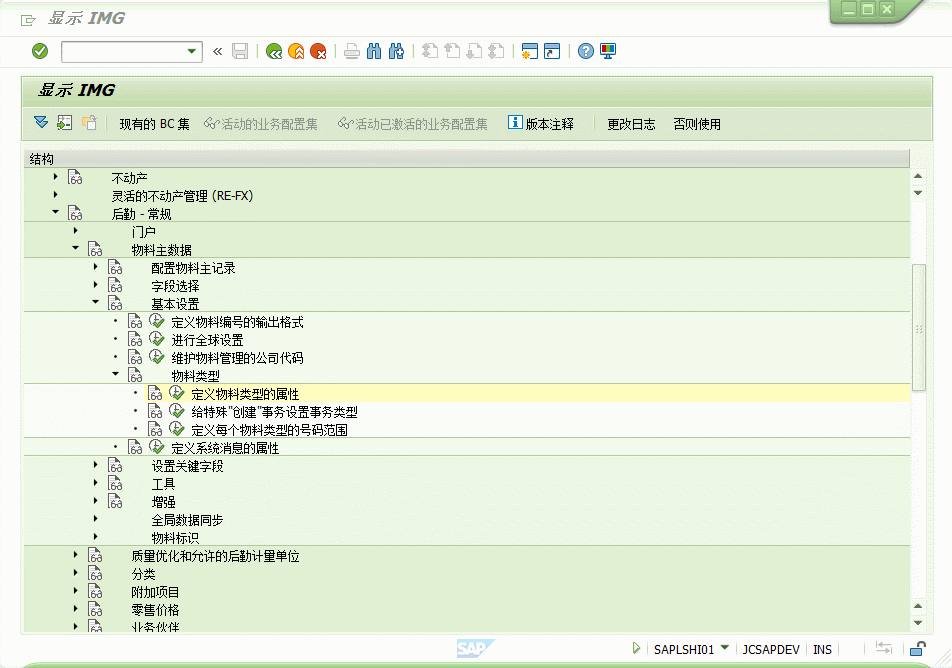 显示 IMG
显示 IMG
现有的 BC 集 活动的业务配置集 活动已激活的业务配置集 版本注释 更改日志 否则使用
结构
不动产
灵活的不动产管理 (RE-FX)
后勤 - 常规
门户
物料主数据
配置物料主记录
字段选择
基本设置
定义物料编号的输出格式
进行全球设置
维护物料管理的公司代码
物料类型
定义物料类型的属性
给特殊"创建"事务设置事务类型
定义每个物料类型的号码范围
定义系统消息的属性
设置关键字段
工具
增强
全局数据同步
物料标识
质量优化和允许的后勤计量单位
分类
附加项目
零售价格
业务伙伴
SAP SAPLSHI01 JCSAPDEV INS